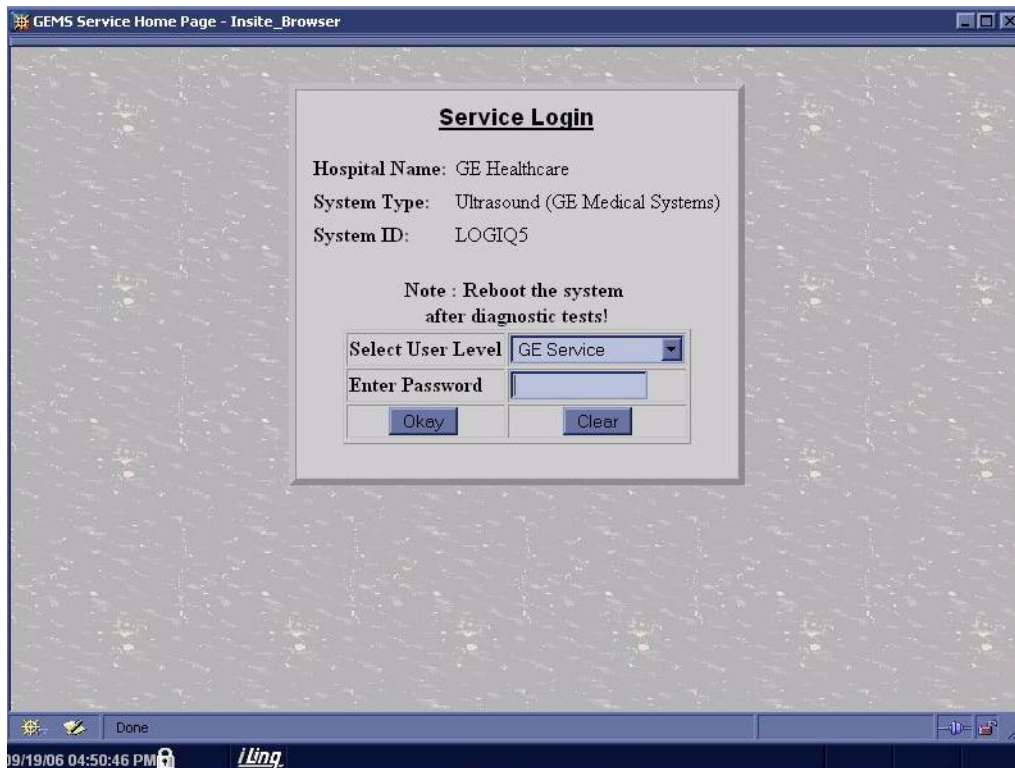 GEMS Service Home Page - Insite_Browser
Service Login
Hospital Name: GE Healthcare
System Type: Ultrasound (GE Medical Systems)
System ID: LOGIQ5
Note : Reboot the system
after diagnostic tests!
Select User Level GE Service
Enter Password
Okay Clear
Done
09/19/06 04:50:46 PM iLinq